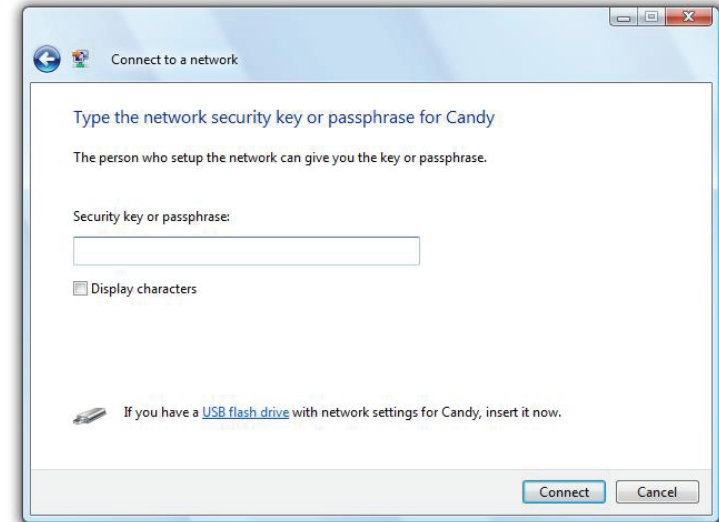 Connect to a network
Type the network security key or passphrase for Candy
The person who setup the network can give you the key or passphrase.
Security key or passphrase:
Display characters
If you have a USB flash drive with network settings for Candy, insert it now.
Connect
Cancel